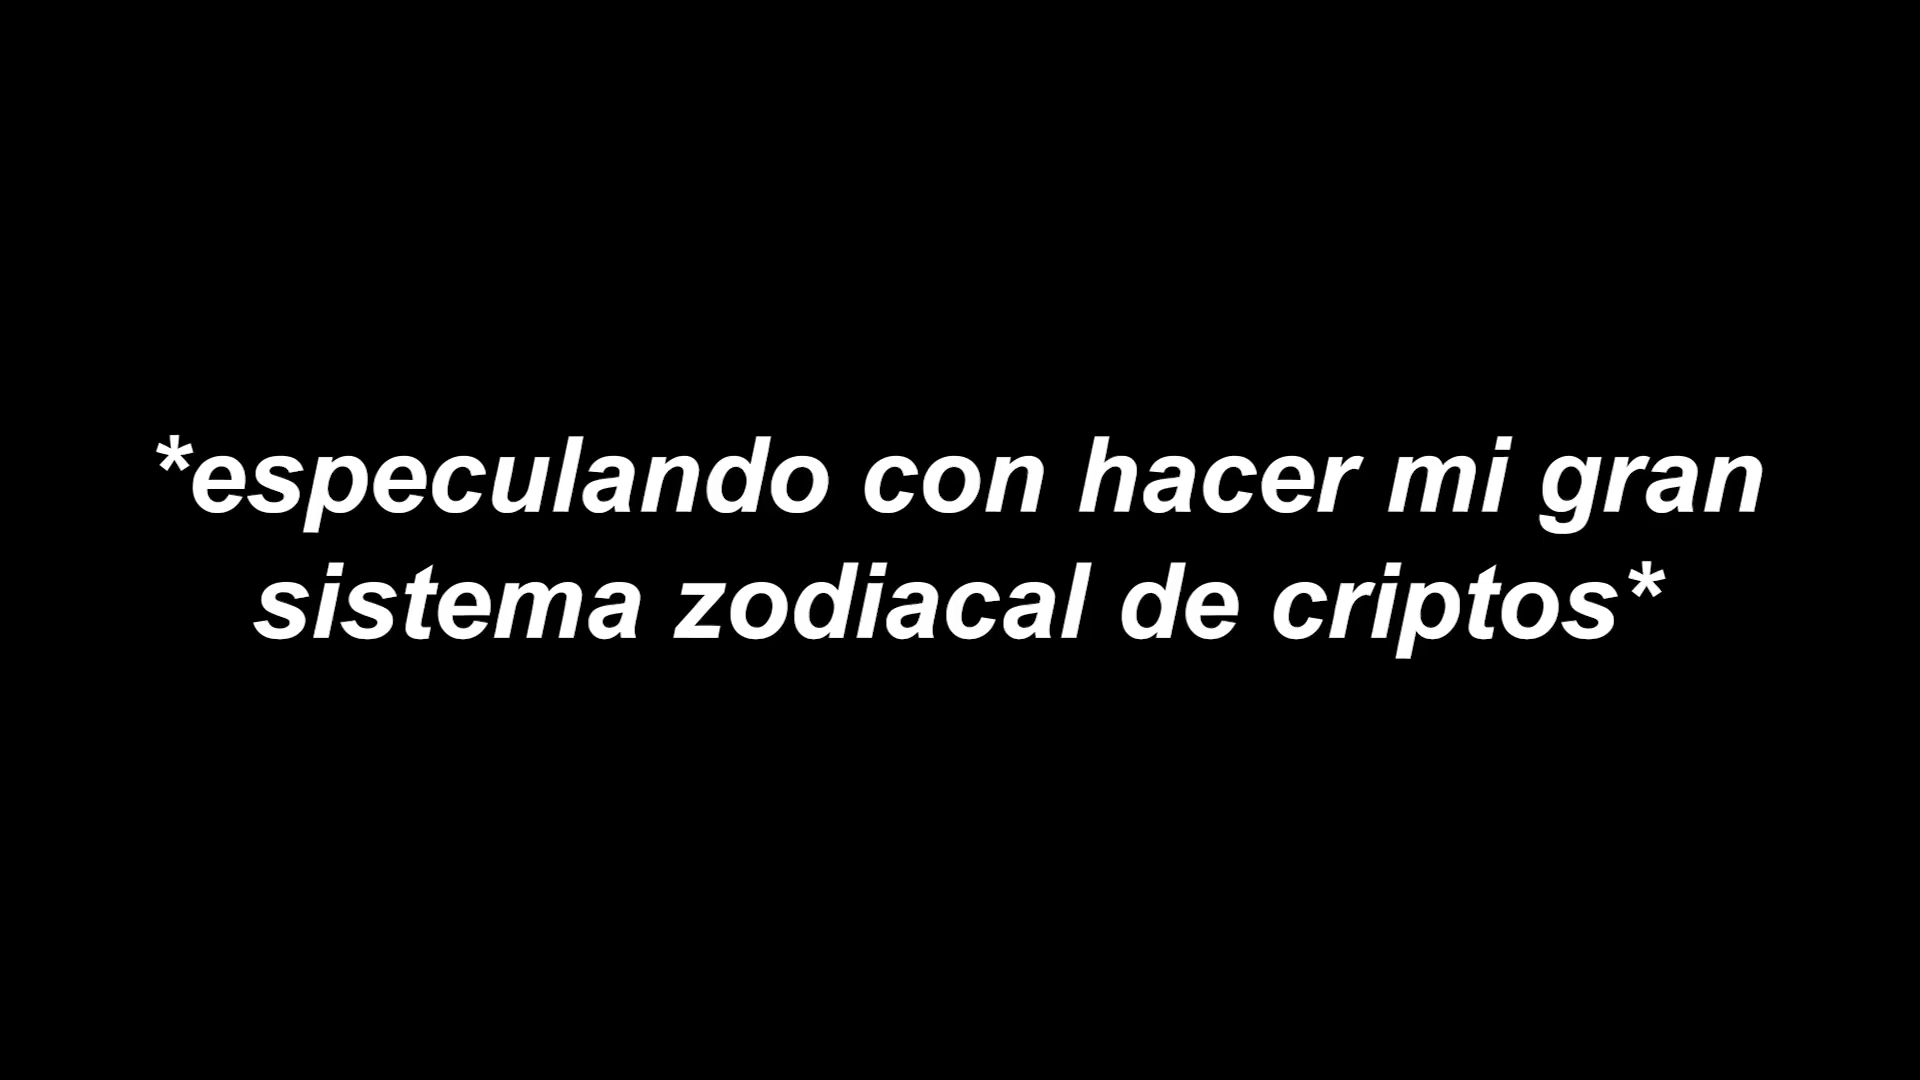 *especulando con hacer mi gran
sistema zodiacal de criptos*